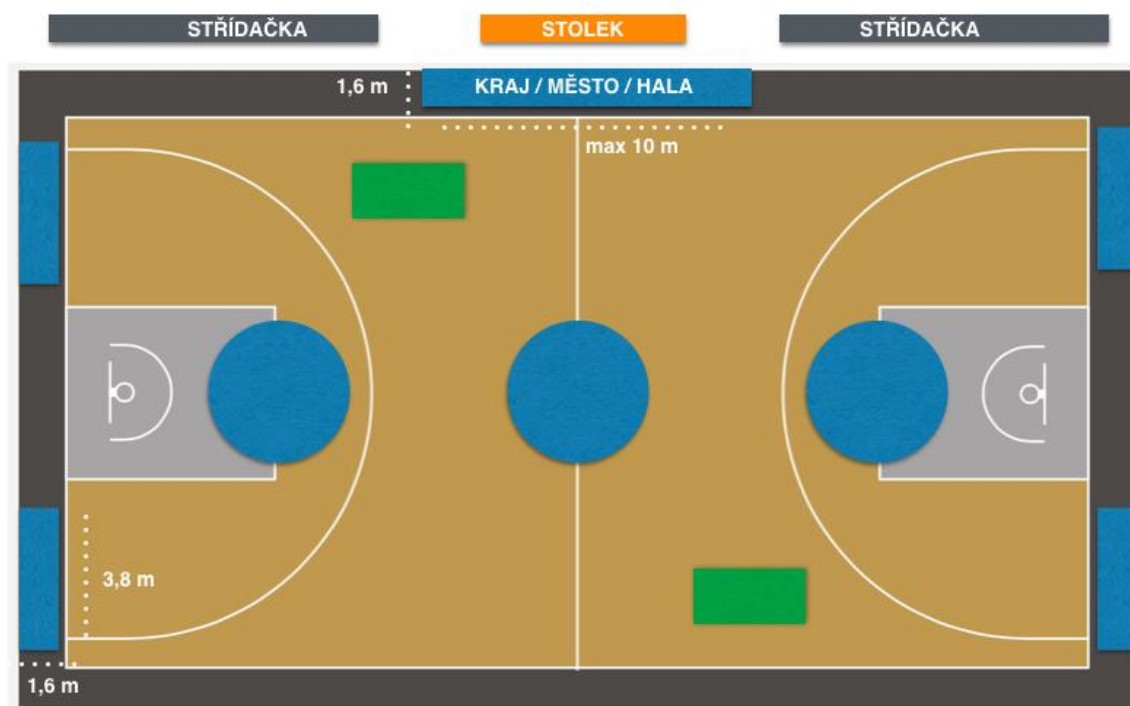 STŘÍDAČKA
STOLEK
STŘÍDAČKA
1,6 m
KRAJ / MĚSTO / HALA
max 10 m
3,8 m
1,6 m